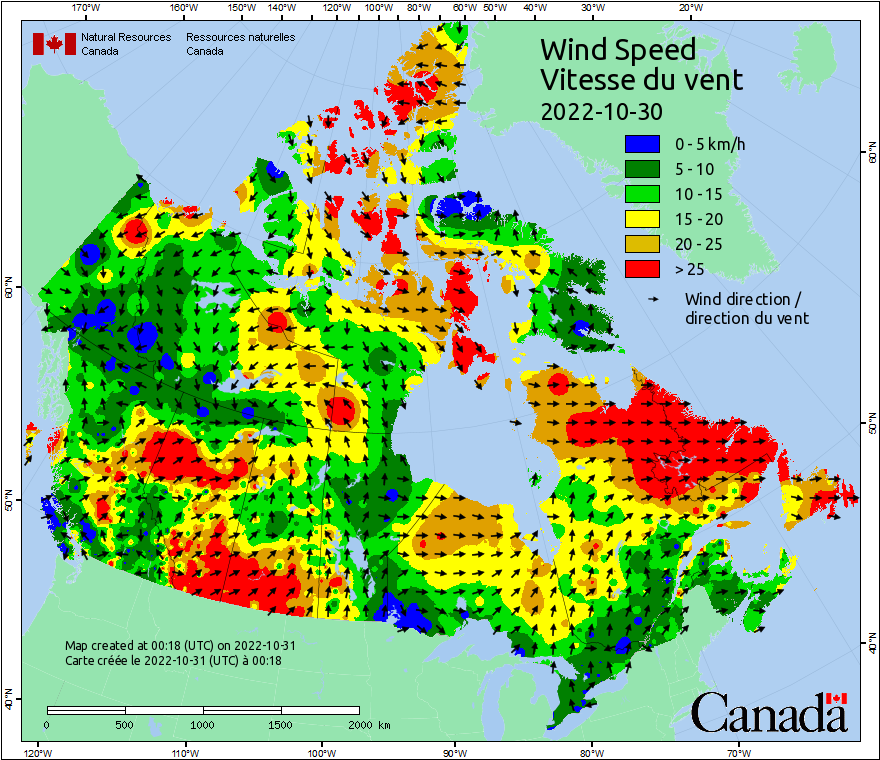 170°W 160°W 150°W 140°W 120°W 100°W 80°W 60°W 50°W 40°W 30°W 20°W
Natural Resources Canada
Ressources naturelles Canada
Wind Speed
Vitesse du vent
2022-10-30
0 - 5 km/h
5 - 10
10 - 15
15 - 20
20 - 25
> 25
Wind direction /
direction du vent
60°N
60°N
50°N
50°N
40°N
40°N
Map created at 00:18 (UTC) on 2022-10-31
Carte créée le 2022-10-31 (UTC) à 00:18
0 500 1000 1500 2000 km
Canada
120°W 110°W 100°W 90°W 80°W 70°W